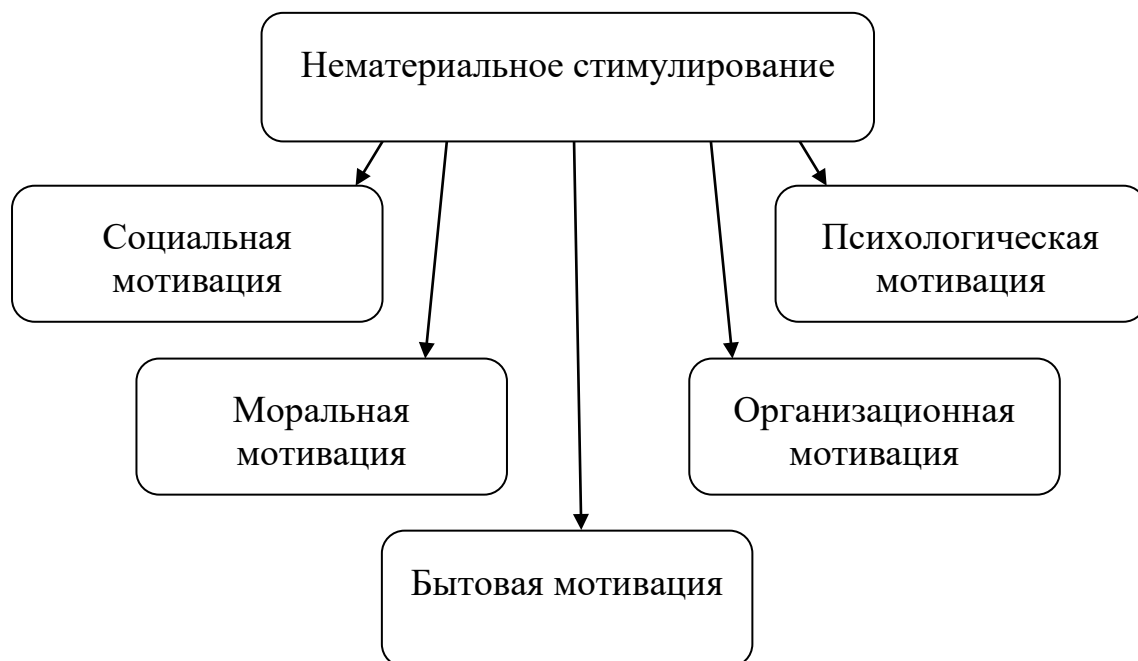 Нематериальное стимулирование
Социальная
мотивация
Психологическая
мотивация
Моральная
мотивация
Организационная
мотивация
Бытовая мотивация